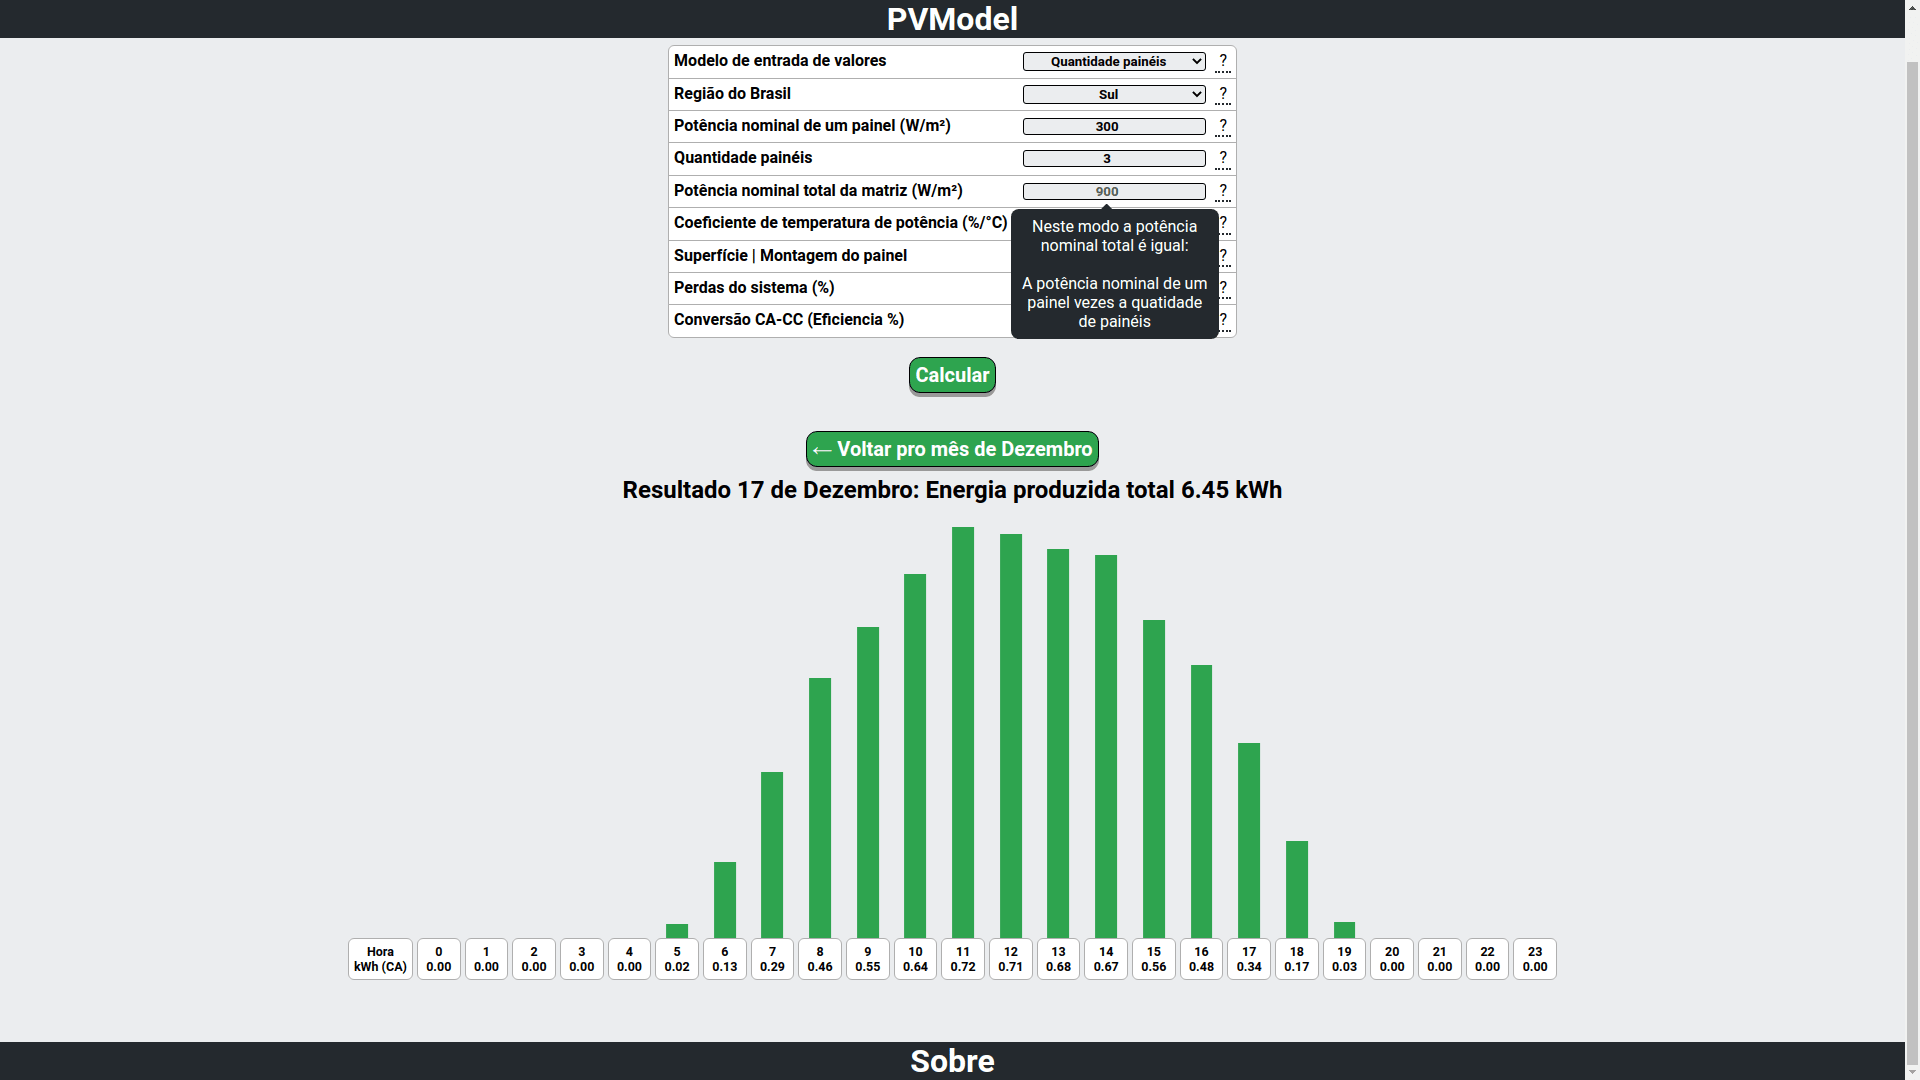 PVModel
Modelo de entrada de valores Quantidade painéis ?
Região do Brasil Sul ?
Potência nominal de um painel (W/m²) 300 ?
Quantidade painéis 3 ?
Potência nominal total da matriz (W/m²) 900 ?
Coeficiente de temperatura de potência (%/°C) ?
Superfície | Montagem do painel ?
Perdas do sistema (%) ?
Conversão CA-CC (Eficiencia %) ?
Neste modo a potência
nominal total é igual:
A potência nominal de um
painel vezes a quatidade
de painéis
Calcular
← Voltar pro mês de Dezembro
Resultado 17 de Dezembro: Energia produzida total 6.45 kWh
Hora 0 1 2 3 4 5 6 7 8 9 10 11 12 13 14 15 16 17 18 19 20 21 22 23
kWh (CA) 0.00 0.00 0.00 0.00 0.00 0.02 0.13 0.29 0.46 0.55 0.64 0.72 0.71 0.68 0.67 0.56 0.48 0.34 0.17 0.03 0.00 0.00 0.00 0.00
Sobre